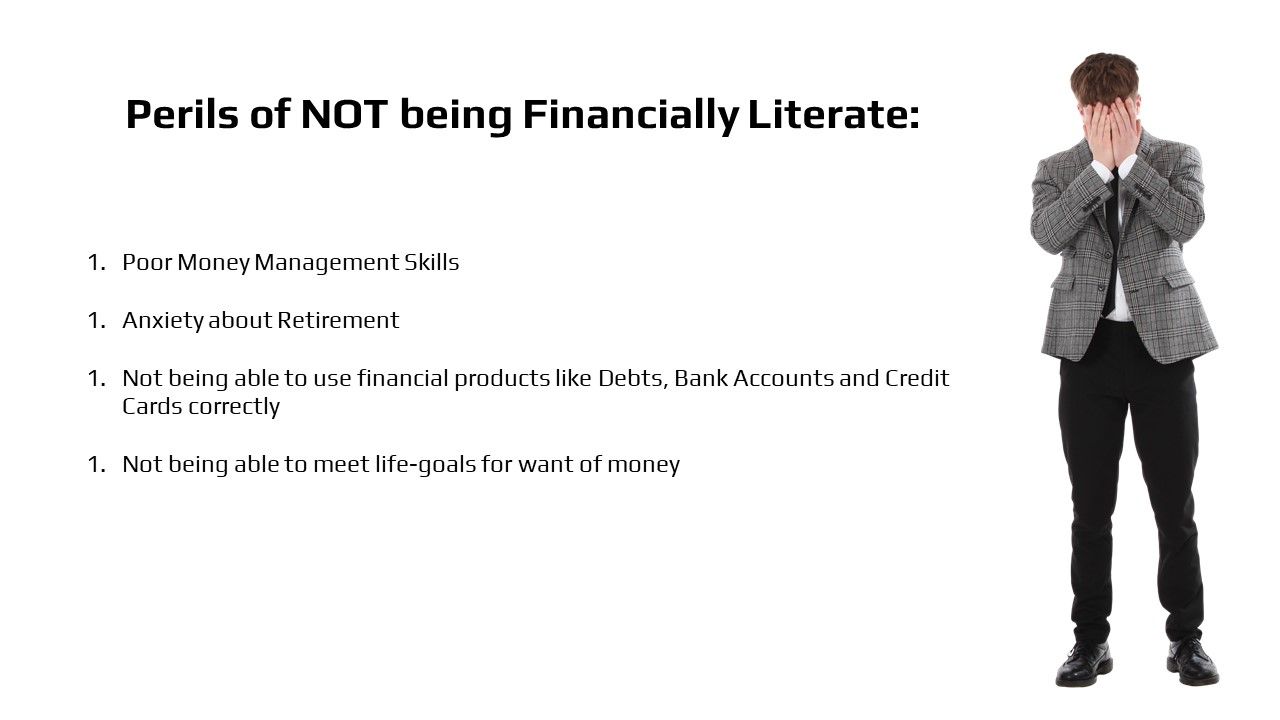 Perils of NOT being Financially Literate:
1. Poor Money Management Skills
1. Anxiety about Retirement
1. Not being able to use financial products like Debts, Bank Accounts and Credit
Cards correctly
1. Not being able to meet life-goals for want of money